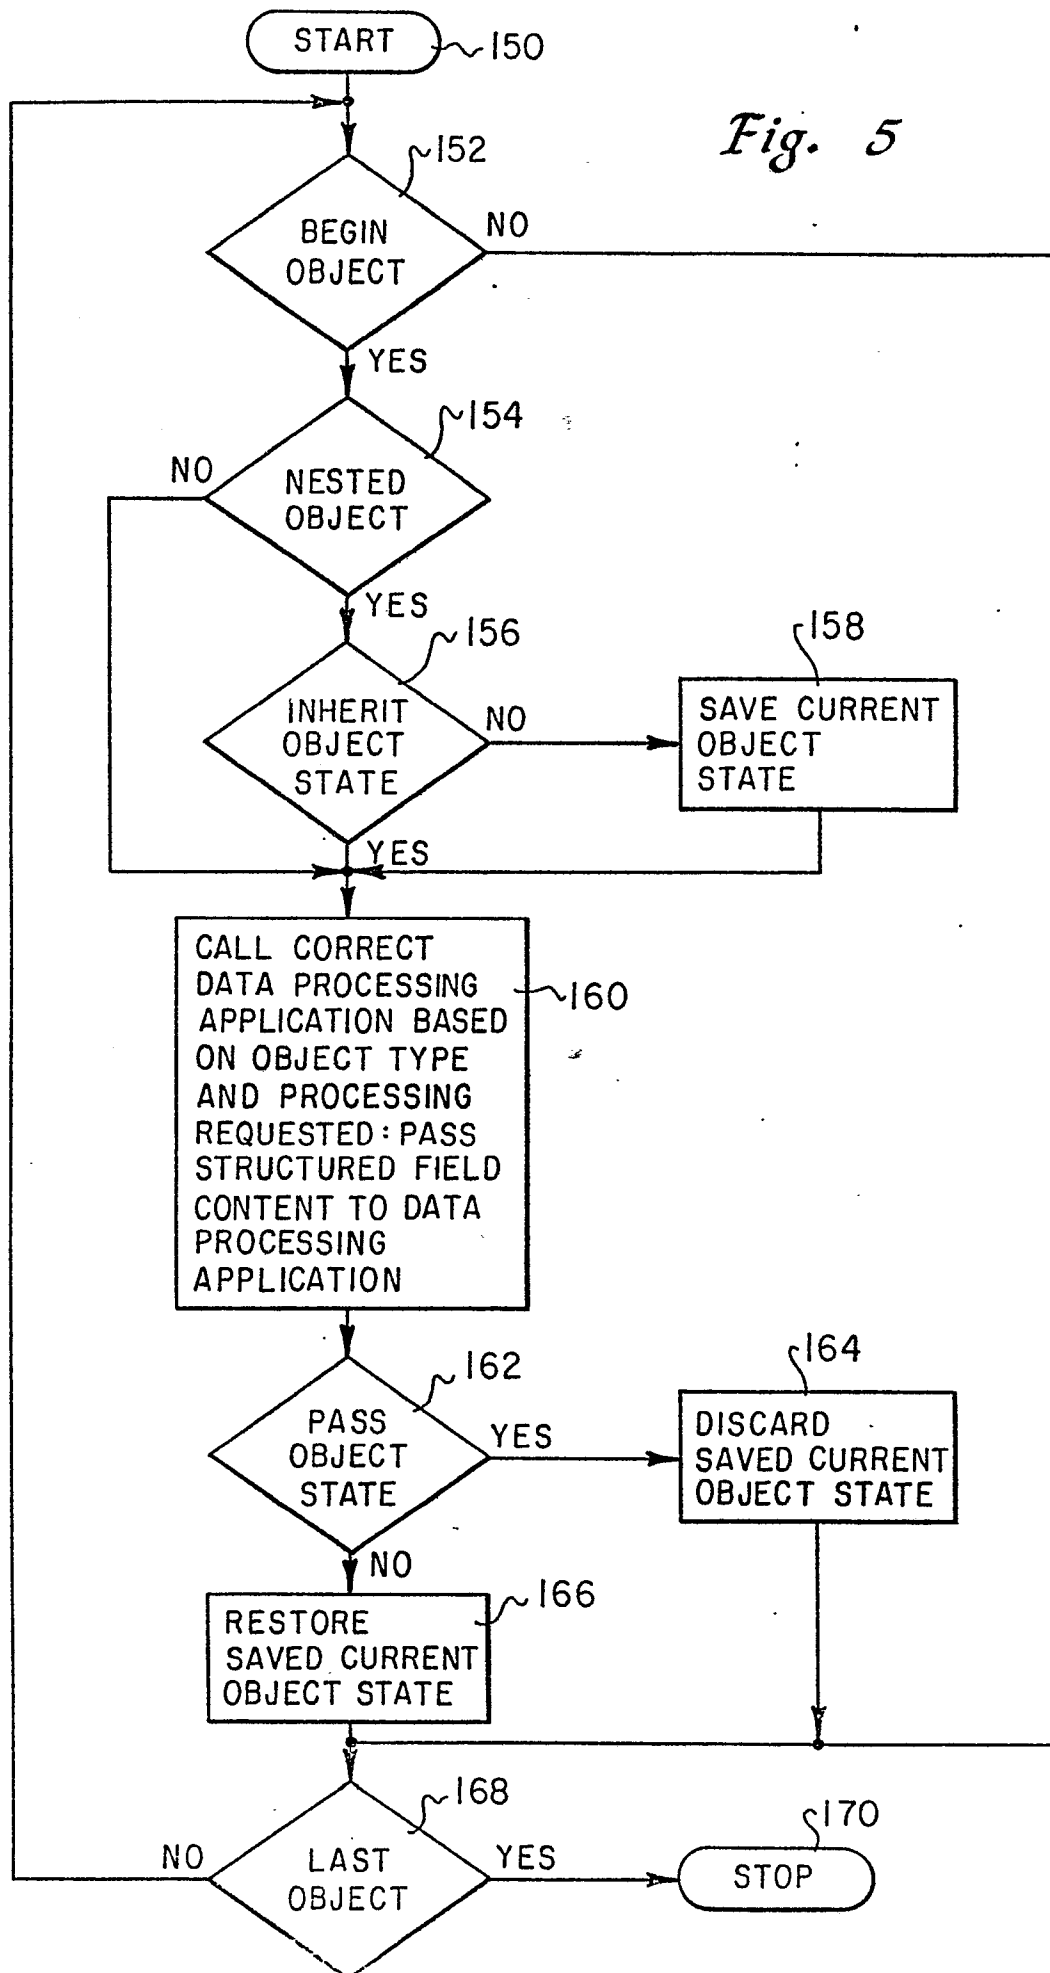 START
150
Fig. 5
152
BEGIN
OBJECT
NO
YES
154
NO
NESTED
OBJECT
YES
156
158
INHERIT
OBJECT
STATE
NO
SAVE CURRENT
OBJECT
STATE
YES
CALL CORRECT
DATA PROCESSING
APPLICATION BASED
ON OBJECT TYPE
AND PROCESSING
REQUESTED: PASS
STRUCTURED FIELD
CONTENT TO DATA
PROCESSING
APPLICATION
160
162
164
PASS
OBJECT
STATE
YES
DISCARD
SAVED CURRENT
OBJECT STATE
NO
166
RESTORE
SAVED CURRENT
OBJECT STATE
168
170
NO
LAST
OBJECT
YES
STOP